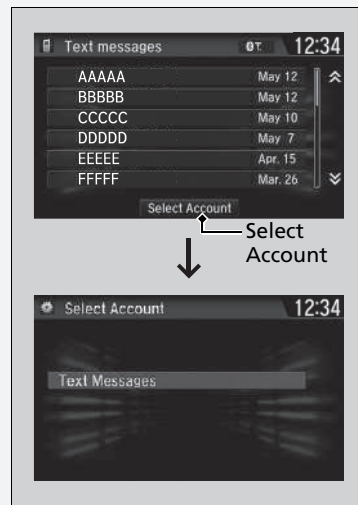 Text messages 12:34
AAAAA May 12
BBBBB May 12
CCCCC May 10
DDDDD May 7
EEEEE Apr. 15
FFFFF Mar. 26
Select Account
Select
Account
Select Account 12:34
Text Messages